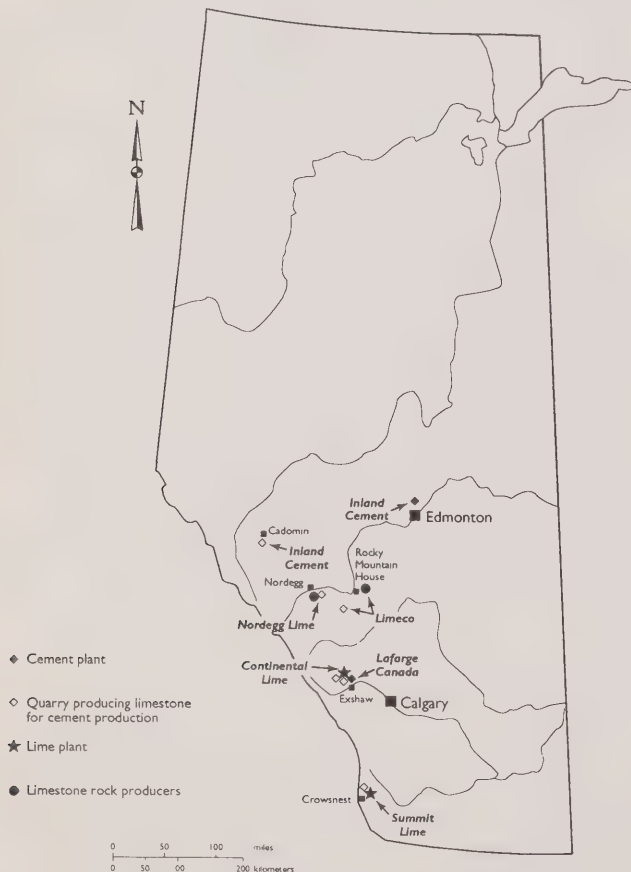 N
Inland
Cement
Edmonton
Cadomin
Inland
Cement
Rocky
Mountain
House
Nordegg
Nordegg Lime
Limeco
Continental
Lime
Lafarge
Canada
Exshaw
Calgary
Crowsnest
Summit
Lime
Cement plant
Quarry producing limestone
for cement production
Lime plant
Limestone rock producers
0 50 100 miles
0 50 00 200 kilometers